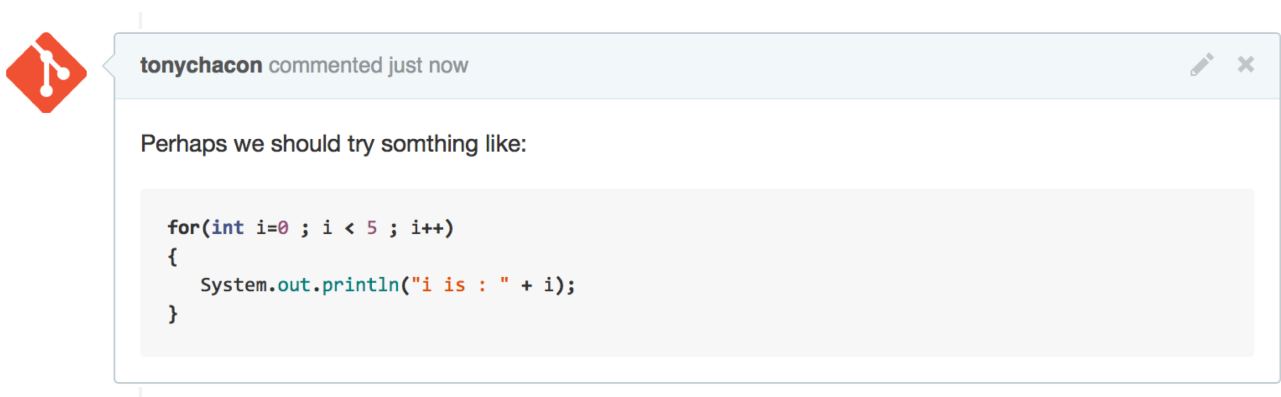 tonychacon commented just now
Perhaps we should try somthing like:
for(int i=0 ; i < 5 ; i++)
{
   System.out.println("i is : " + i);
}